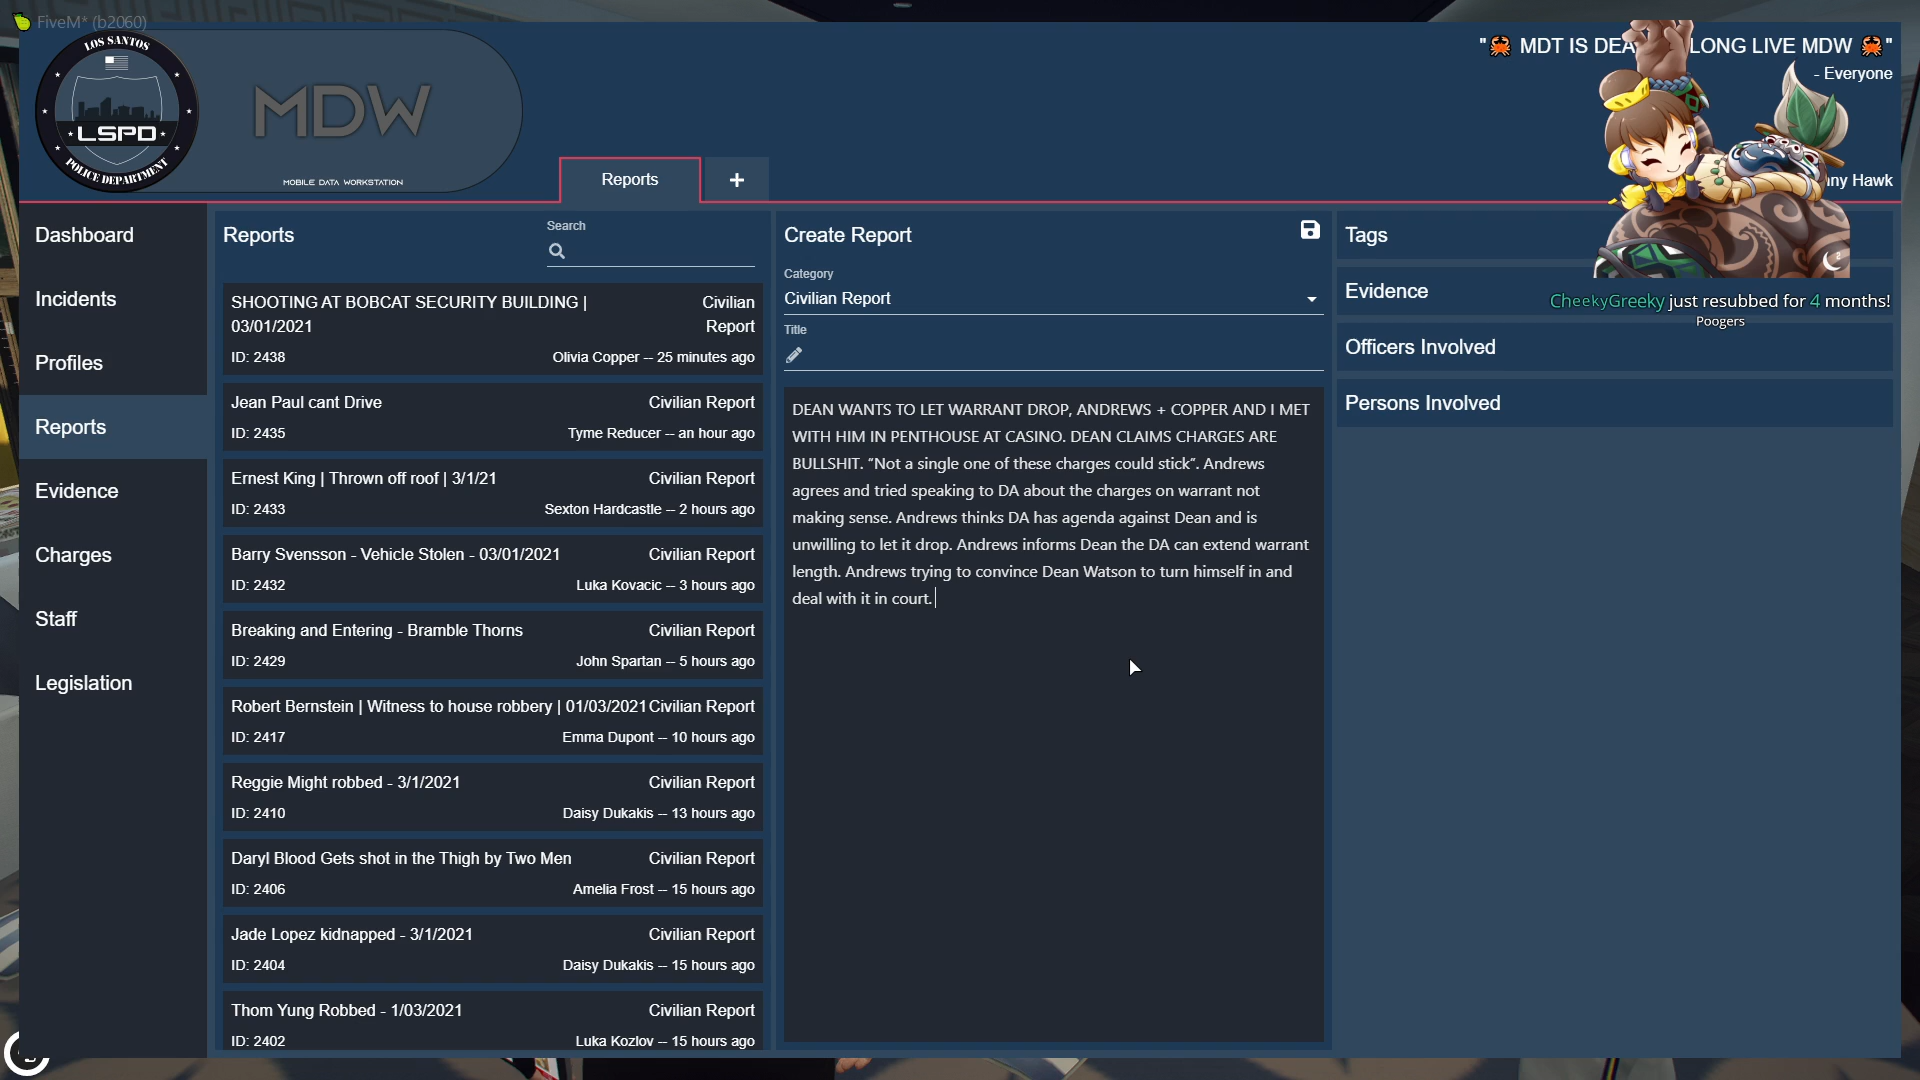 FiveM* (b2060)
LOS SANTOS
LSPD
POLICE DEPARTMENT
MDW
MOBILE DATA WORKSTATION
" 🦀 MDT IS DEA LONG LIVE MDW 🦀 "
- Everyone
ny Hawk
Reports
+
Dashboard
Incidents
Profiles
Reports
Evidence
Charges
Staff
Legislation
Reports
Search
SHOOTING AT BOBCAT SECURITY BUILDING | 03/01/2021 Civilian Report
ID: 2438 Olivia Copper -- 25 minutes ago
Jean Paul cant Drive Civilian Report
ID: 2435 Tyme Reducer -- an hour ago
Ernest King | Thrown off roof | 3/1/21 Civilian Report
ID: 2433 Sexton Hardcastle -- 2 hours ago
Barry Svensson - Vehicle Stolen - 03/01/2021 Civilian Report
ID: 2432 Luka Kovacic -- 3 hours ago
Breaking and Entering - Bramble Thorns Civilian Report
ID: 2429 John Spartan -- 5 hours ago
Robert Bernstein | Witness to house robbery | 01/03/2021 Civilian Report
ID: 2417 Emma Dupont -- 10 hours ago
Reggie Might robbed - 3/1/2021 Civilian Report
ID: 2410 Daisy Dukakis -- 13 hours ago
Daryl Blood Gets shot in the Thigh by Two Men Civilian Report
ID: 2406 Amelia Frost -- 15 hours ago
Jade Lopez kidnapped - 3/1/2021 Civilian Report
ID: 2404 Daisy Dukakis -- 15 hours ago
Thom Yung Robbed - 1/03/2021 Civilian Report
ID: 2402 Luka Kozlov -- 15 hours ago
Create Report
Category
Civilian Report
Title
DEAN WANTS TO LET WARRANT DROP, ANDREWS + COPPER AND I MET
WITH HIM IN PENTHOUSE AT CASINO. DEAN CLAIMS CHARGES ARE
BULLSHIT. “Not a single one of these charges could stick”. Andrews
agrees and tried speaking to DA about the charges on warrant not
making sense. Andrews thinks DA has agenda against Dean and is
unwilling to let it drop. Andrews informs Dean the DA can extend warrant
length. Andrews trying to convince Dean Watson to turn himself in and
deal with it in court.
Tags
Evidence
Officers Involved
Persons Involved
CheekyGreeky just resubbed for 4 months!
Poogers